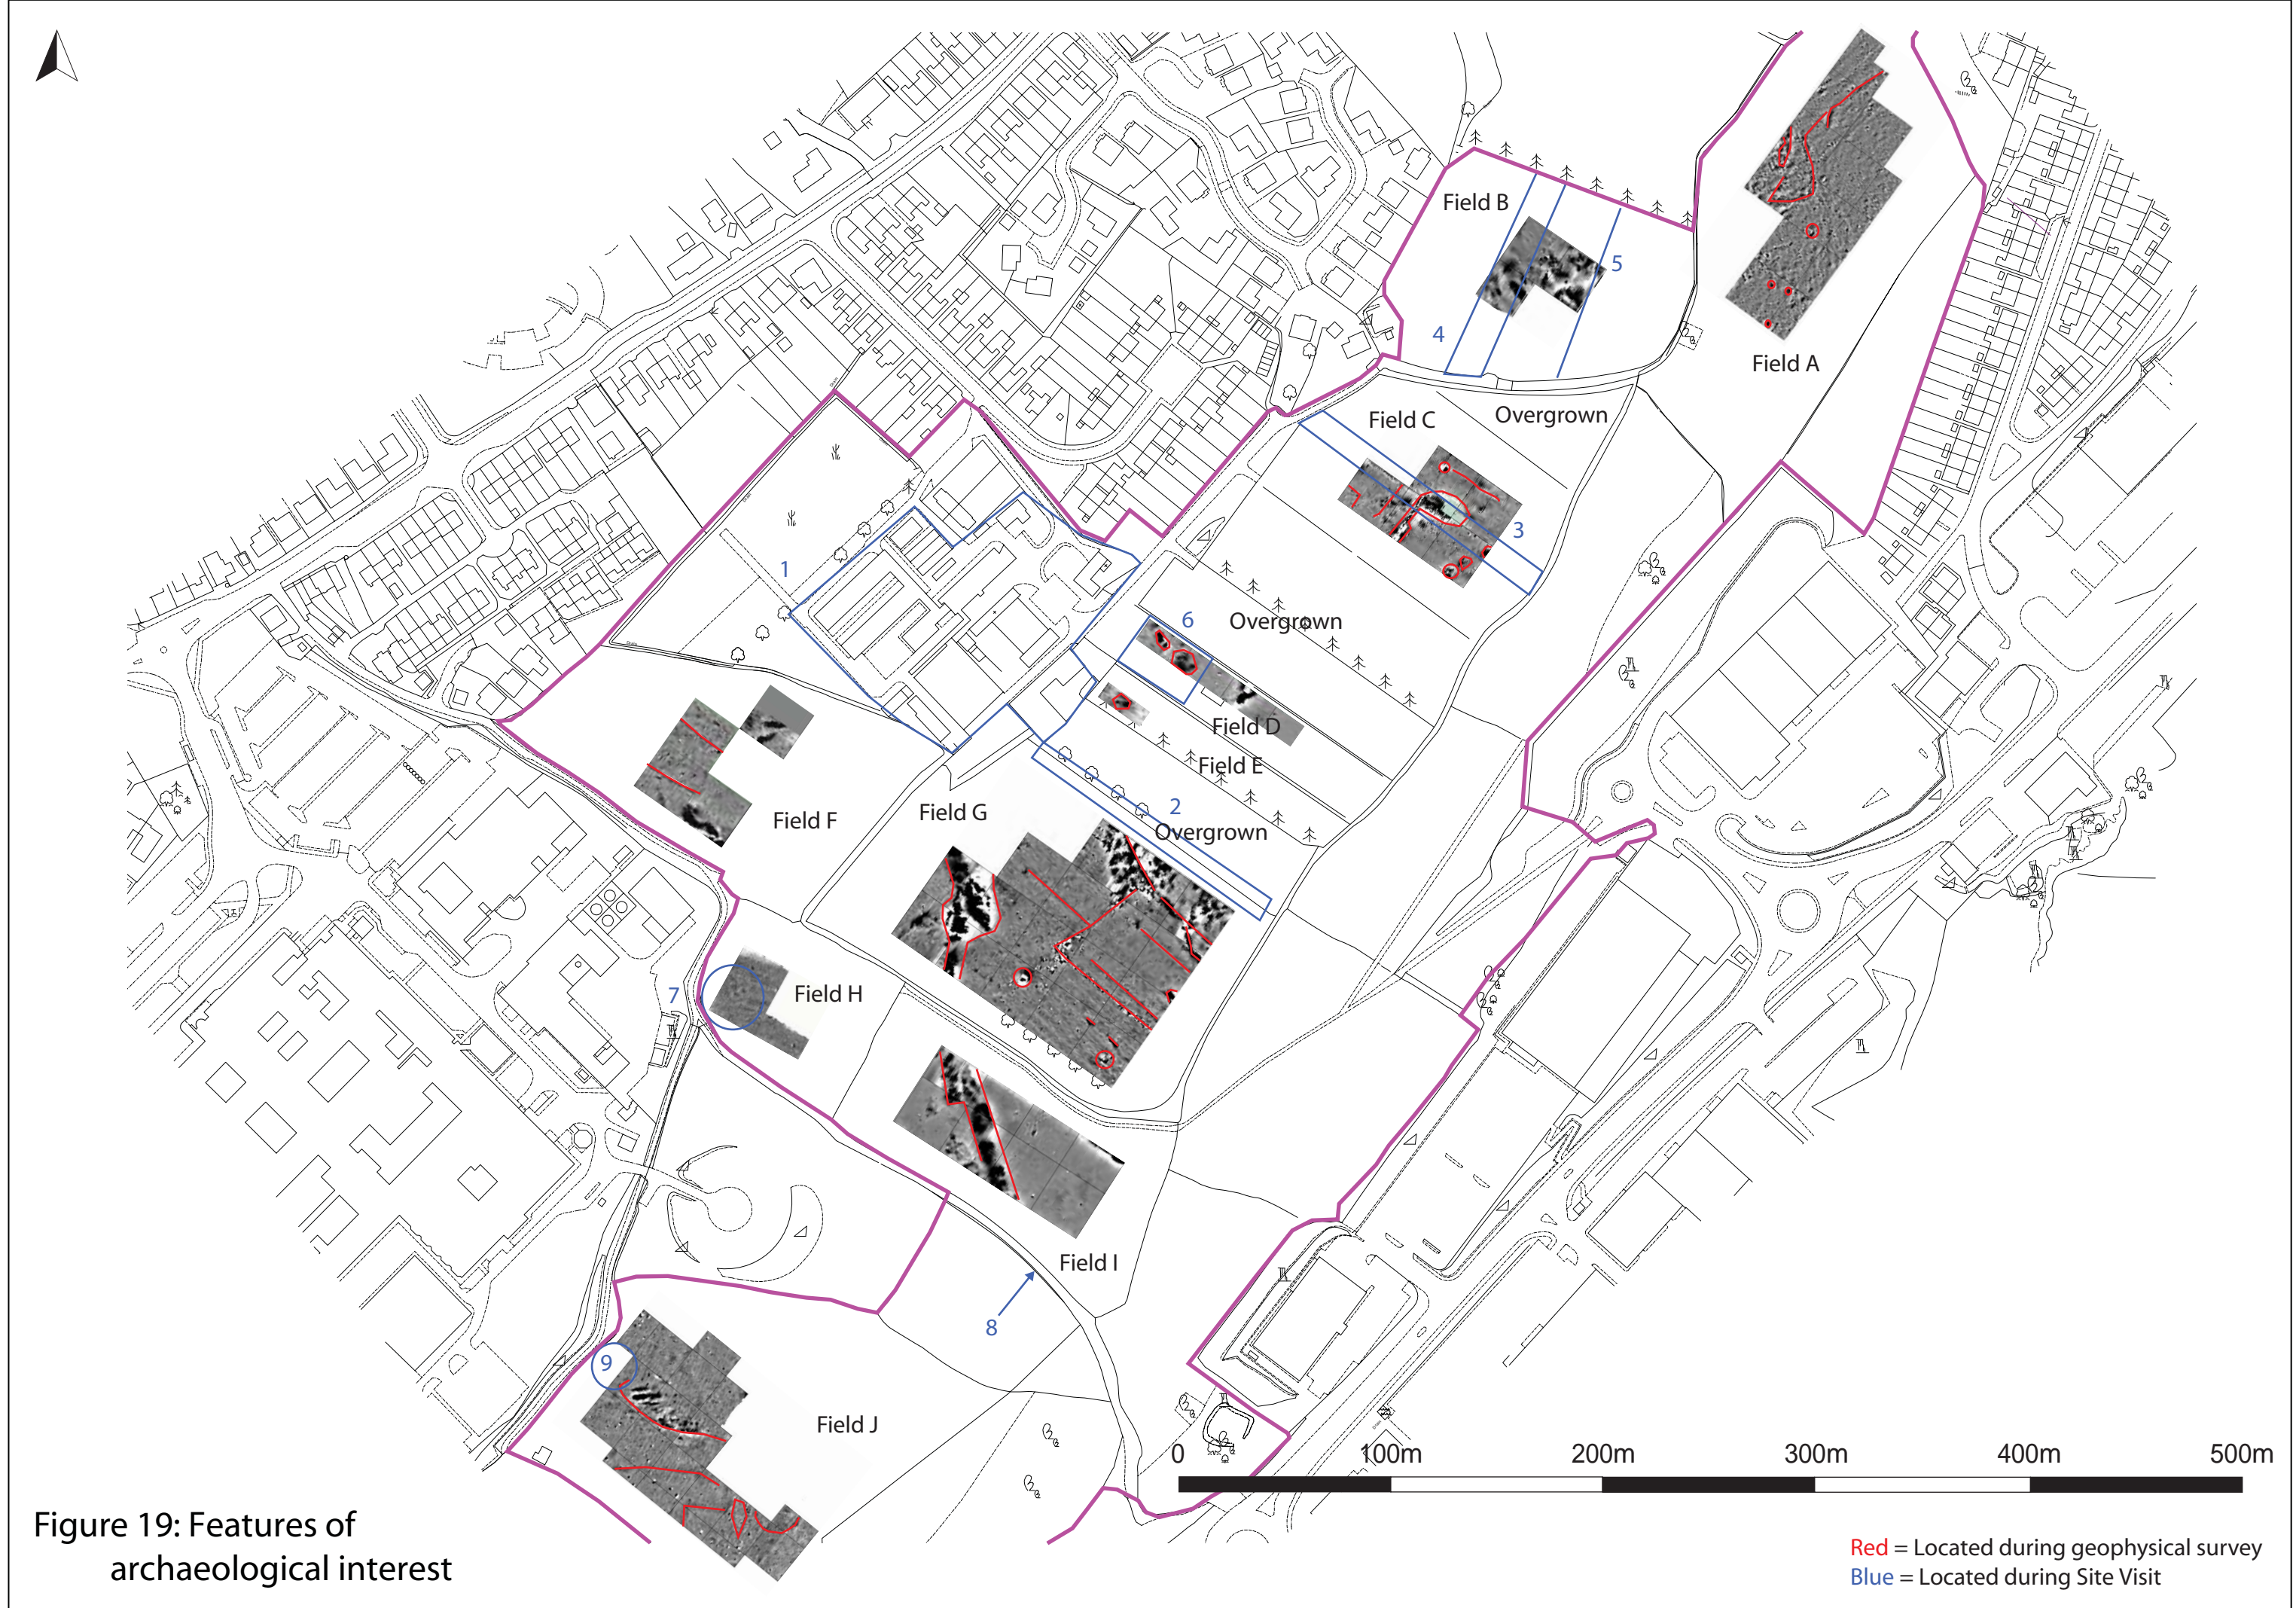 Field B
5
4
Field A
Field C
Overgrown
3
1
6
Overgrown
Field D
Field E
2
Overgrown
Field F
Field G
7
Field H
Field I
8
9
Field J
0
100m
200m
300m
400m
500m
Figure 19: Features of
archaeological interest
Red = Located during geophysical survey
Blue = Located during Site Visit